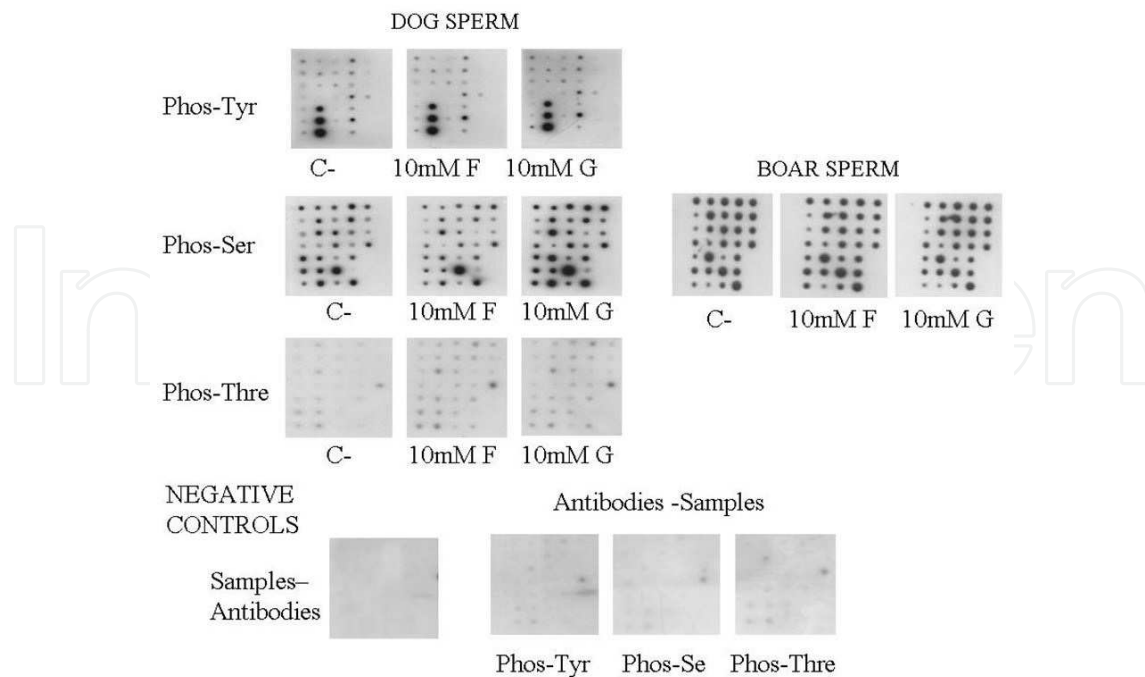 DOG SPERM
Phos-Tyr
C- 10mM F 10mM G
BOAR SPERM
Phos-Ser
C- 10mM F 10mM G
C- 10mM F 10mM G
Phos-Thre
C- 10mM F 10mM G
NEGATIVE
CONTROLS
Antibodies -Samples
Samples–
Antibodies
Phos-Tyr Phos-Se Phos-Thre